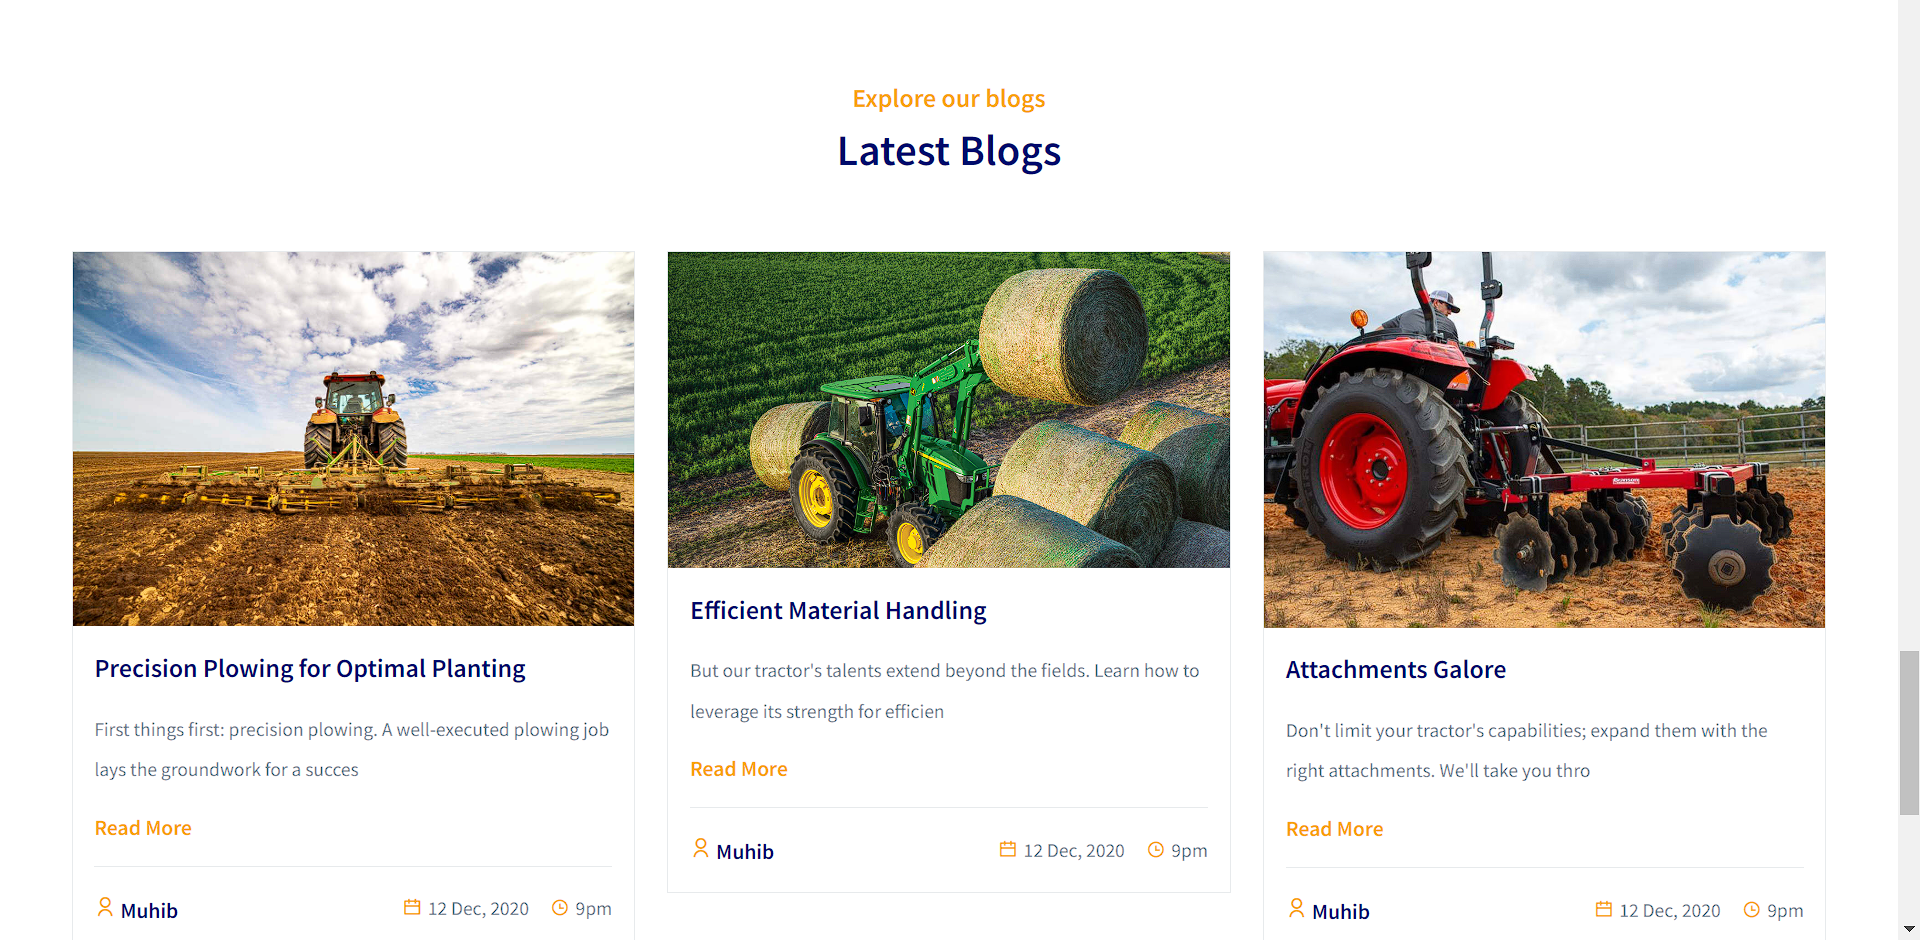 Explore our blogs
Latest Blogs
Precision Plowing for Optimal Planting
First things first: precision plowing. A well-executed plowing job
lays the groundwork for a succes
Read More
Muhib
12 Dec, 2020
9pm
Efficient Material Handling
But our tractor's talents extend beyond the fields. Learn how to
leverage its strength for efficien
Read More
Muhib
12 Dec, 2020
9pm
Attachments Galore
Don't limit your tractor's capabilities; expand them with the
right attachments. We'll take you thro
Read More
Muhib
12 Dec, 2020
9pm